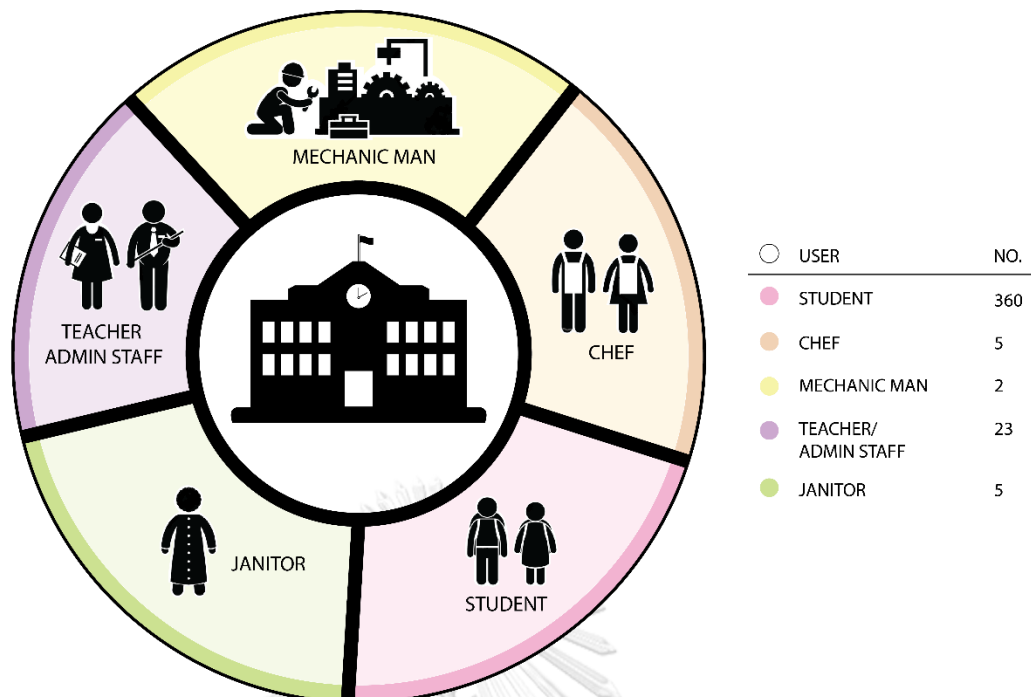 MECHANIC MAN
TEACHER
ADMIN STAFF
CHEF
JANITOR
STUDENT
USER NO.
STUDENT 360
CHEF 5
MECHANIC MAN 2
TEACHER/ 23
ADMIN STAFF
JANITOR 5